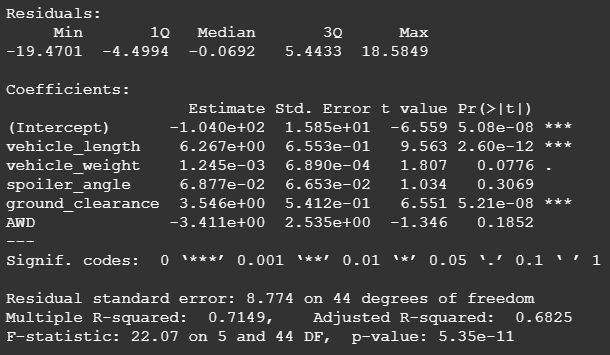 Residuals:
     Min       1Q   Median       3Q      Max
-19.4701  -4.4994  -0.0692   5.4433  18.5849
Coefficients:
                   Estimate Std. Error t value Pr(>|t|)
(Intercept)      -1.040e+02  1.585e+01  -6.559 5.08e-08 ***
vehicle_length    6.267e+00  6.553e-01   9.563 2.60e-12 ***
vehicle_weight    1.245e-03  6.890e-04   1.807   0.0776 .
spoiler_angle     6.877e-02  6.653e-02   1.034   0.3069
ground_clearance  3.546e+00  5.412e-01   6.551 5.21e-08 ***
AWD              -3.411e+00  2.535e+00  -1.346   0.1852
---
Signif. codes:  0 ‘***’ 0.001 ‘**’ 0.01 ‘*’ 0.05 ‘.’ 0.1 ‘ ’ 1
Residual standard error: 8.774 on 44 degrees of freedom
Multiple R-squared:  0.7149,    Adjusted R-squared:  0.6825
F-statistic: 22.07 on 5 and 44 DF,  p-value: 5.35e-11